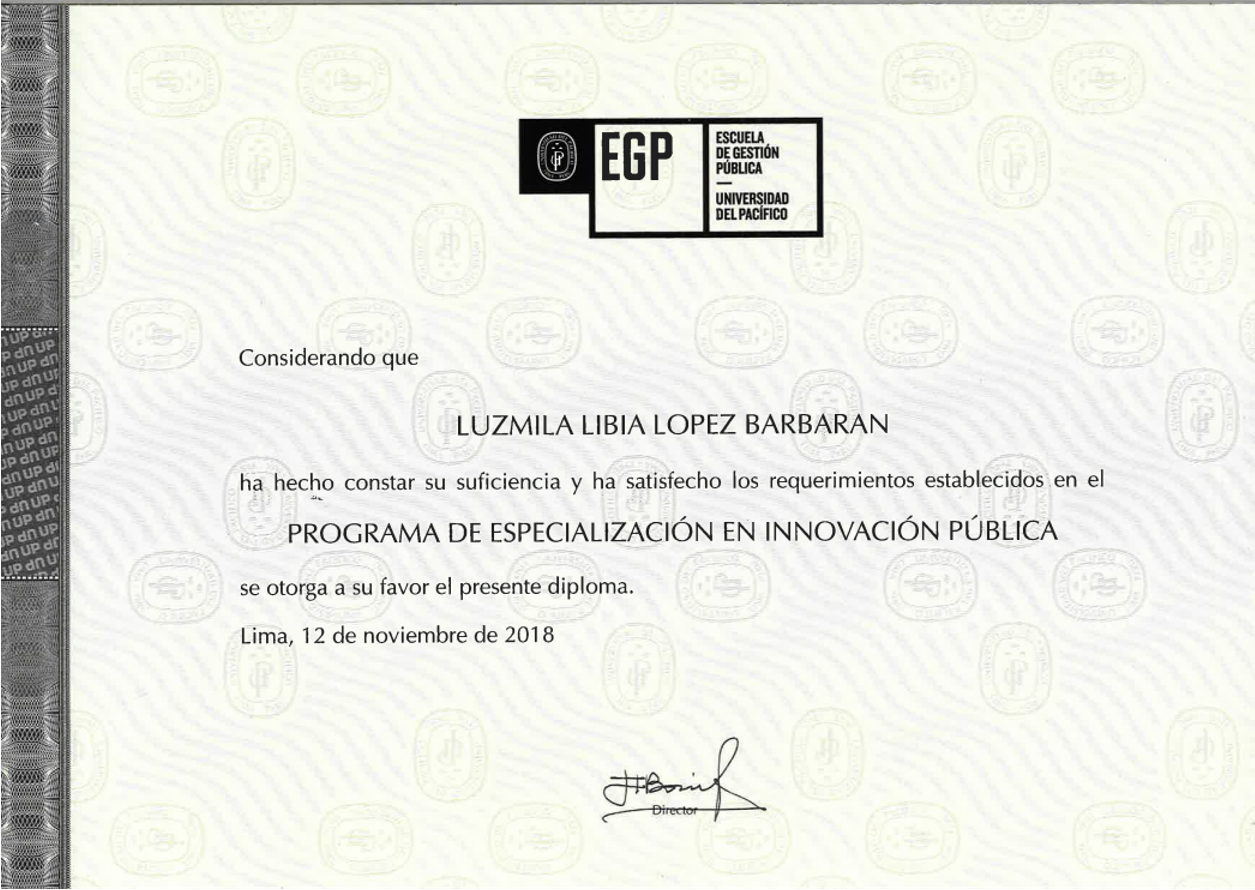 EGP
ESCUELA
DE GESTIÓN
PÚBLICA
UNIVERSIDAD
DEL PACÍFICO
Considerando que
LUZMILA LIBIA LOPEZ BARBARAN
ha hecho constar su suficiencia y ha satisfecho los requerimientos establecidos en el
PROGRAMA DE ESPECIALIZACIÓN EN INNOVACIÓN PÚBLICA
se otorga a su favor el presente diploma.
Lima, 12 de noviembre de 2018
Director